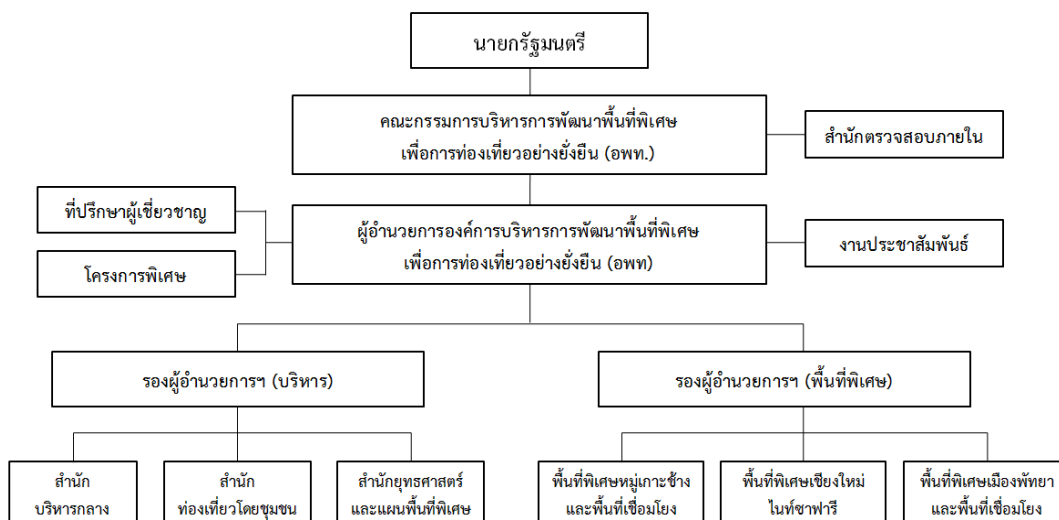 นายกรัฐมนตรี
คณะกรรมการบริหารการพัฒนาพื้นที่พิเศษ
เพื่อการท่องเที่ยวอย่างยั่งยืน (อพท.)
สำนักตรวจสอบภายใน
ที่ปรึกษาผู้เชี่ยวชาญ
ผู้อำนวยการองค์การบริหารการพัฒนาพื้นที่พิเศษ
เพื่อการท่องเที่ยวอย่างยั่งยืน (อพท)
งานประชาสัมพันธ์
โครงการพิเศษ
รองผู้อำนวยการฯ (บริหาร)
รองผู้อำนวยการฯ (พื้นที่พิเศษ)
สำนัก
บริหารกลาง
สำนัก
ท่องเที่ยวโดยชุมชน
สำนักยุทธศาสตร์
และแผนพื้นที่พิเศษ
พื้นที่พิเศษหมู่เกาะช้าง
และพื้นที่เชื่อมโยง
พื้นที่พิเศษเชียงใหม่
ไนท์ซาฟารี
พื้นที่พิเศษเมืองพัทยา
และพื้นที่เชื่อมโยง